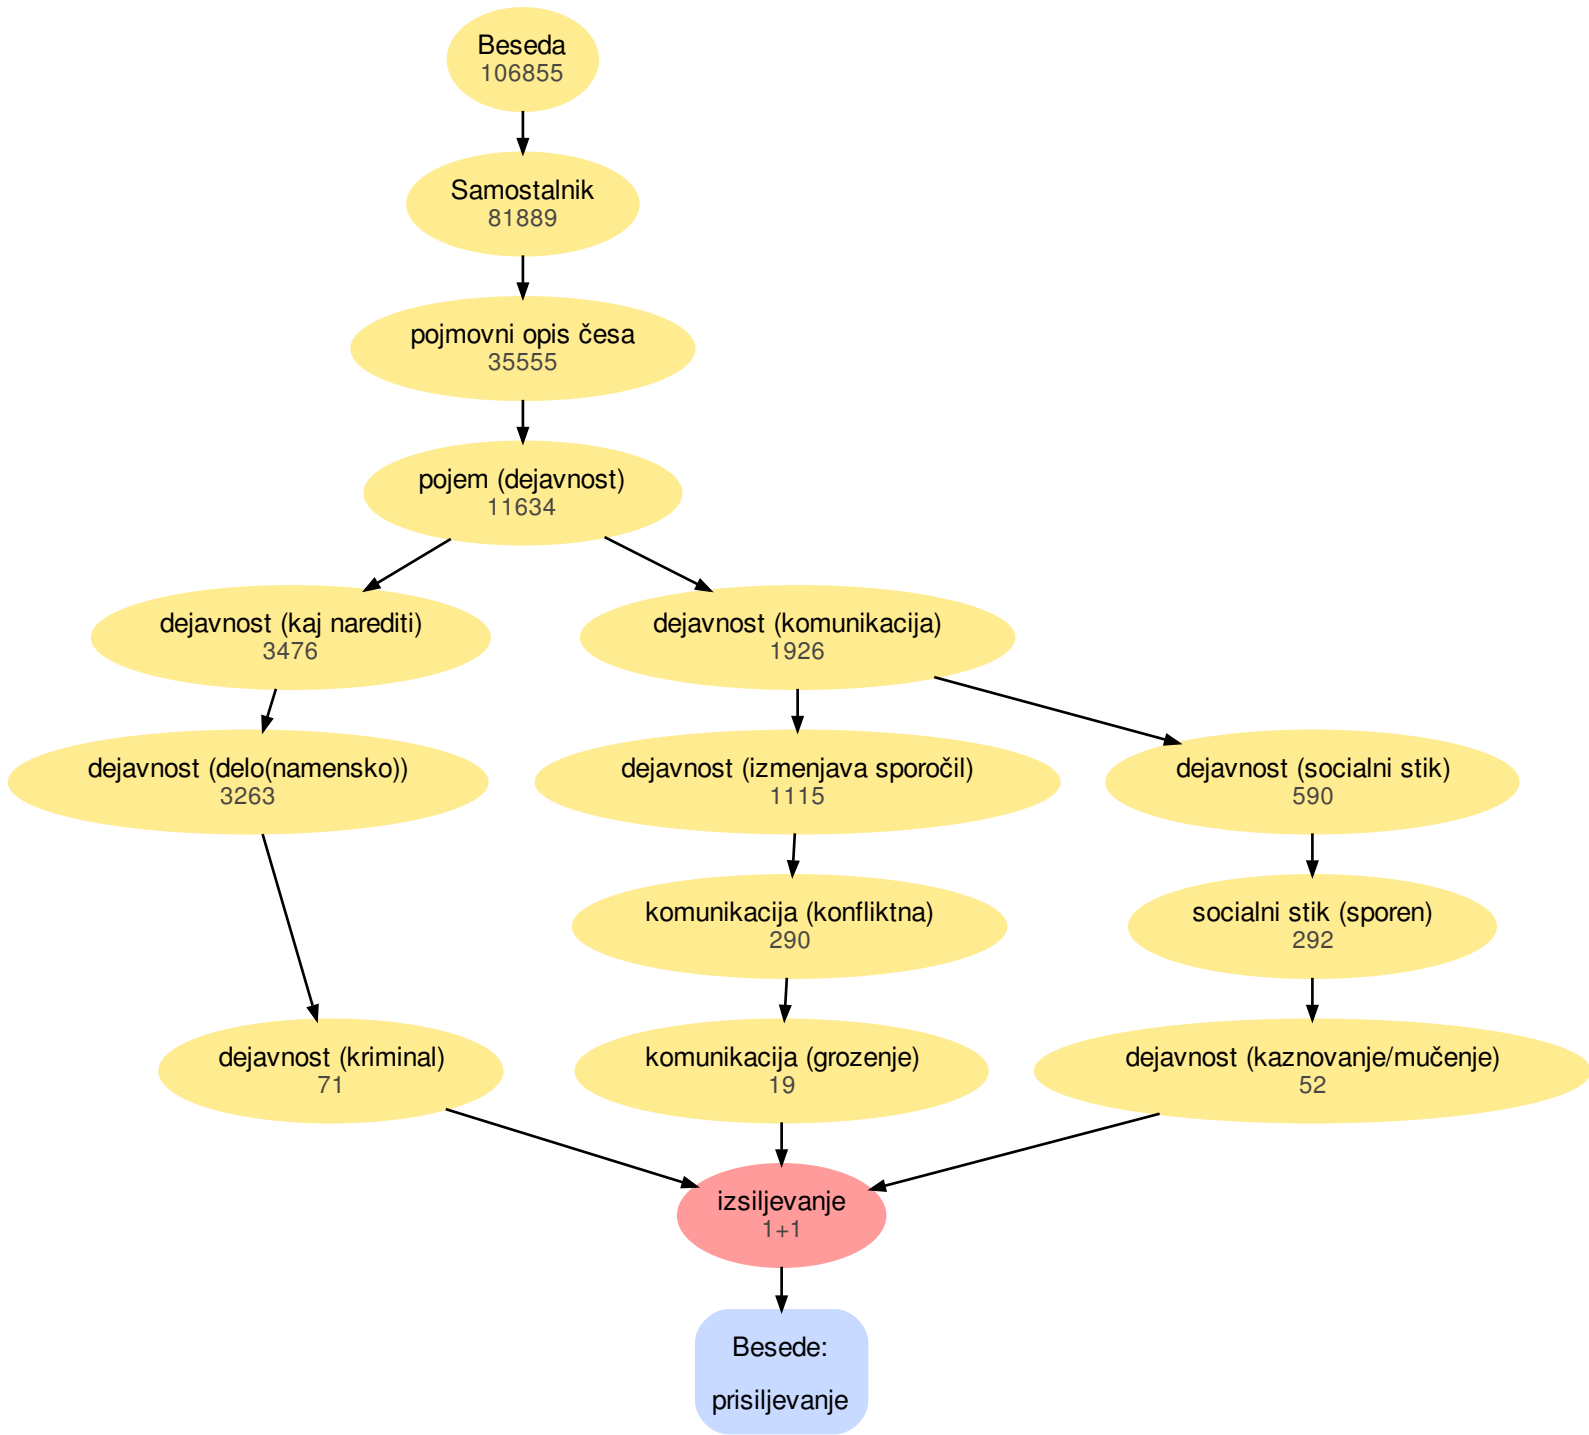 Beseda
106855
Samostalnik
81889
pojmovni opis česa
35555
pojem (dejavnost)
11634
dejavnost (kaj narediti)
3476
dejavnost (komunikacija)
1926
dejavnost (delo(namensko))
3263
dejavnost (izmenjava sporočil)
1115
dejavnost (socialni stik)
590
komunikacija (konfliktna)
290
socialni stik (sporen)
292
dejavnost (kriminal)
71
komunikacija (grozenje)
19
dejavnost (kaznovanje/mučenje)
52
izsiljevanje
1+1
Besede:
prisiljevanje